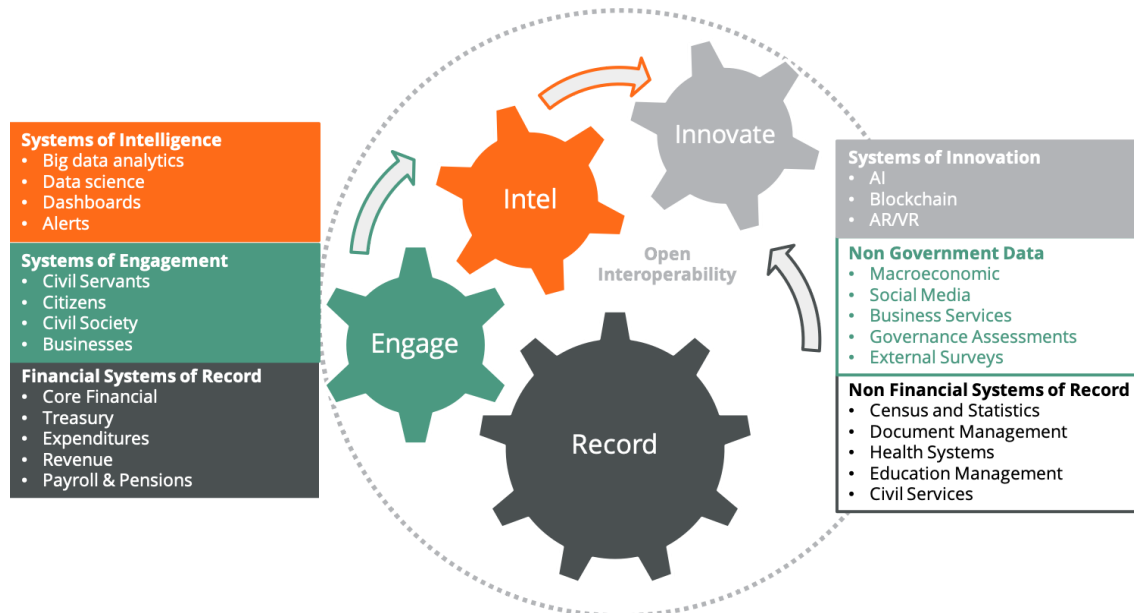 Systems of Intelligence
• Big data analytics
• Data science
• Dashboards
• Alerts
Systems of Engagement
• Civil Servants
• Citizens
• Civil Society
• Businesses
Financial Systems of Record
• Core Financial
• Treasury
• Expenditures
• Revenue
• Payroll & Pensions
Innovate
Intel
Open
Interoperability
Engage
Record
Systems of Innovation
• AI
• Blockchain
• AR/VR
Non Government Data
• Macroeconomic
• Social Media
• Business Services
• Governance Assessments
• External Surveys
Non Financial Systems of Record
• Census and Statistics
• Document Management
• Health Systems
• Education Management
• Civil Services